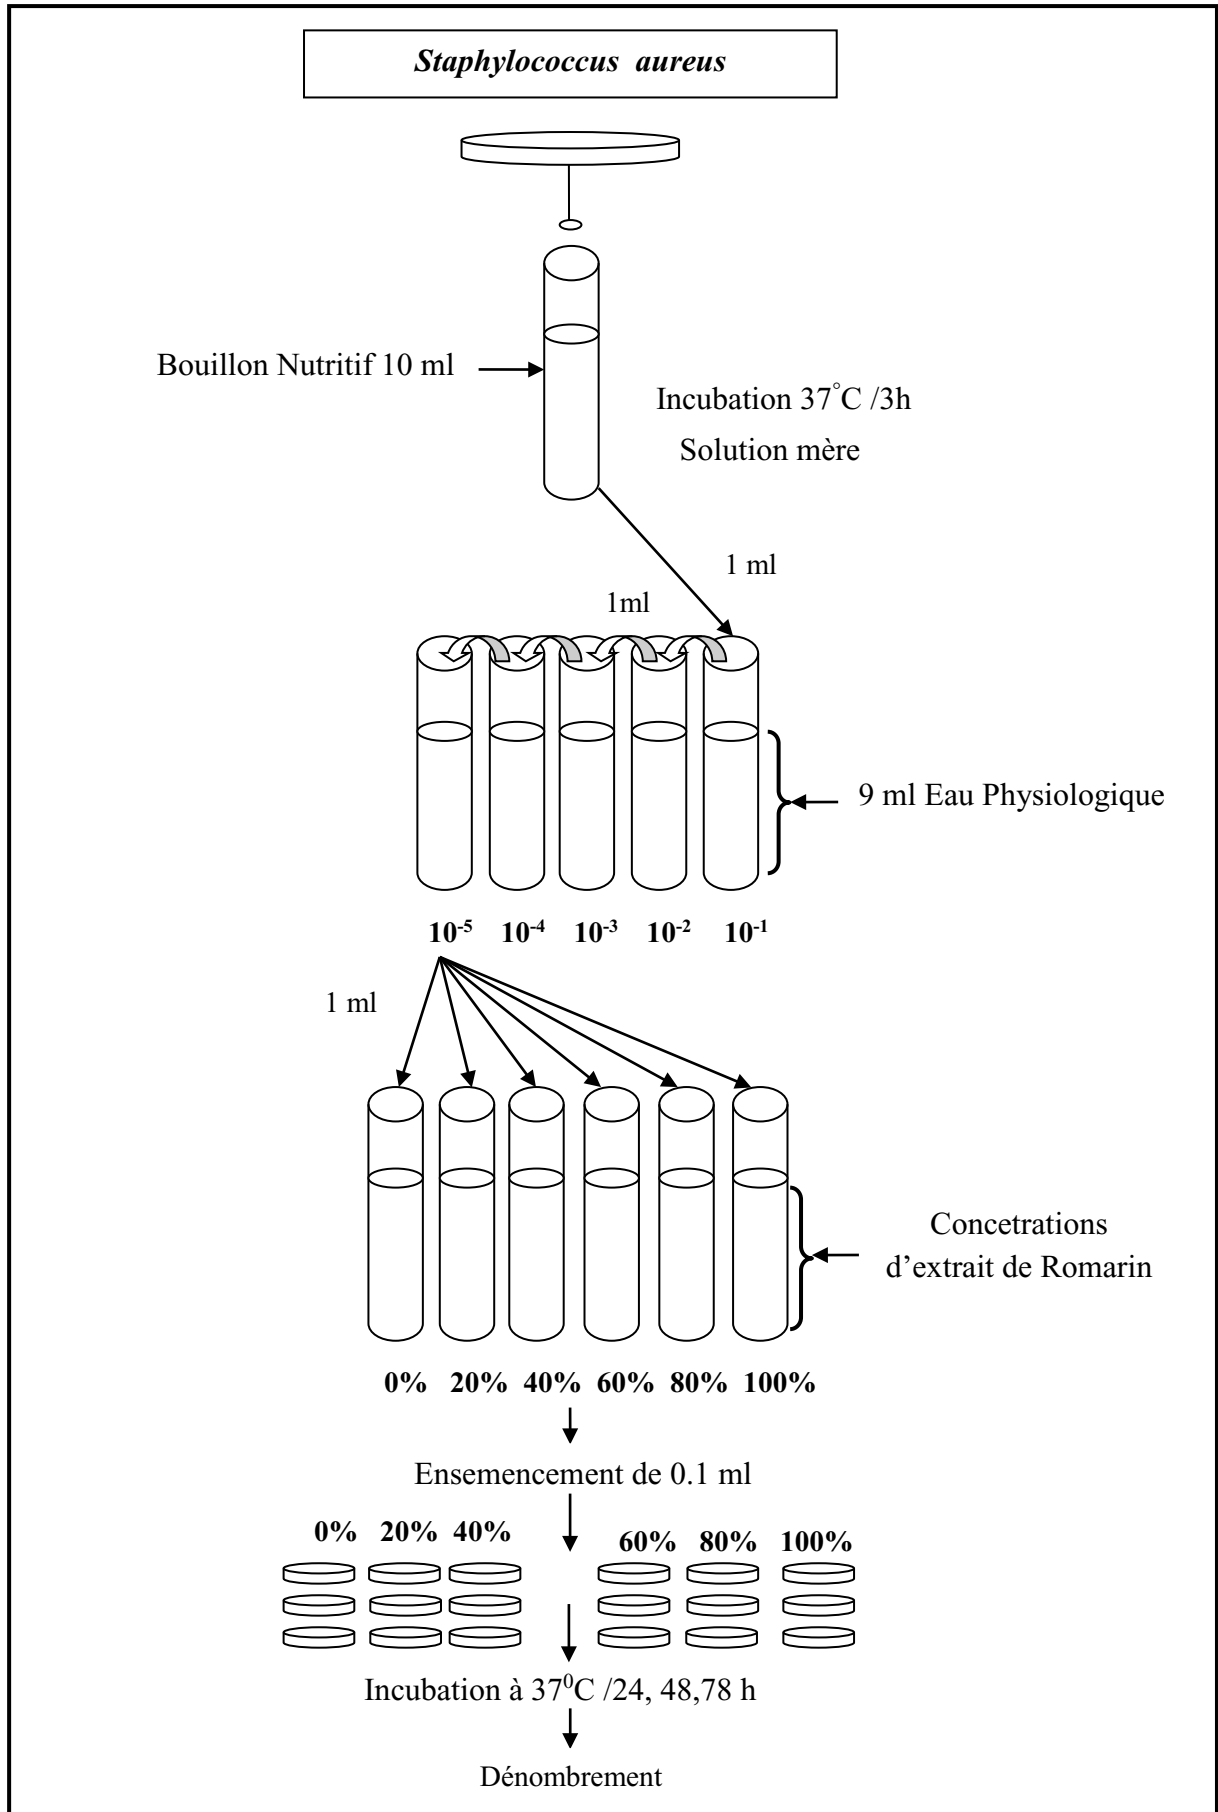 Staphylococcus aureus
Bouillon Nutritif 10 ml
Incubation 37°C /3h
Solution mère
1 ml
1ml
9 ml Eau Physiologique
10⁻⁵ 10⁻⁴ 10⁻³ 10⁻² 10⁻¹
1 ml
Concetrations
d’extrait de Romarin
0% 20% 40% 60% 80% 100%
Ensemencement de 0.1 ml
0% 20% 40% 60% 80% 100%
Incubation à 37⁰C /24, 48,78 h
Dénombrement